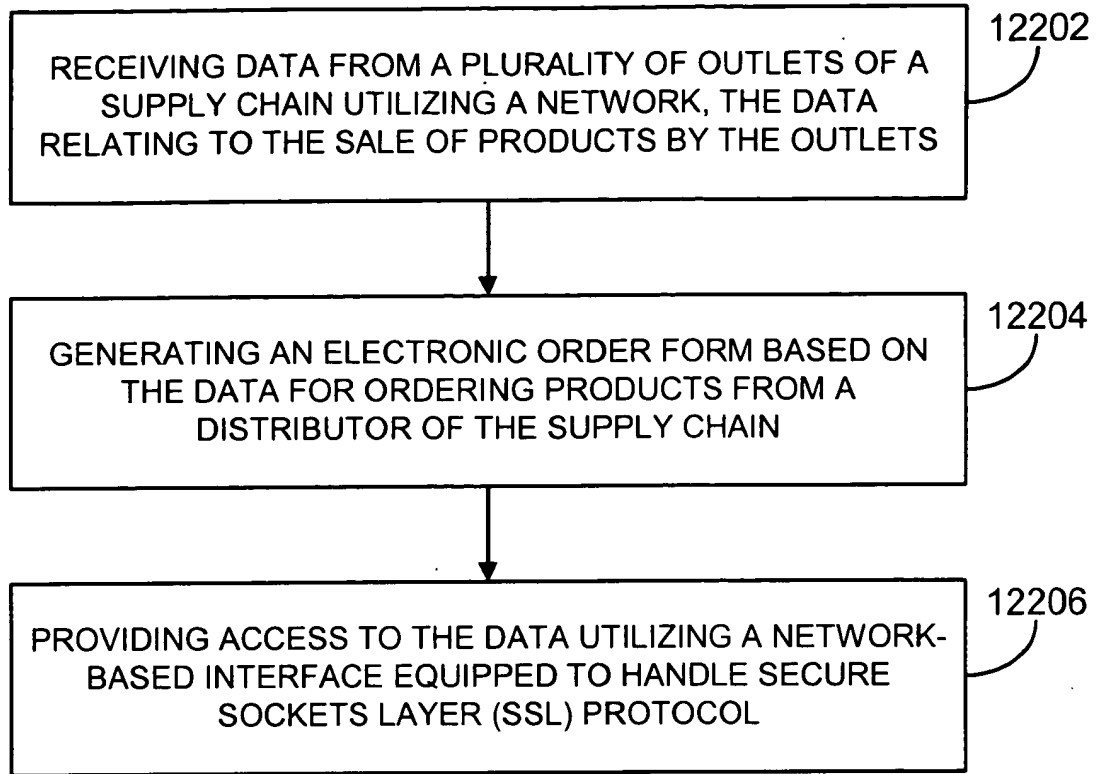 12202
RECEIVING DATA FROM A PLURALITY OF OUTLETS OF A
SUPPLY CHAIN UTILIZING A NETWORK, THE DATA
RELATING TO THE SALE OF PRODUCTS BY THE OUTLETS
12204
GENERATING AN ELECTRONIC ORDER FORM BASED ON
THE DATA FOR ORDERING PRODUCTS FROM A
DISTRIBUTOR OF THE SUPPLY CHAIN
12206
PROVIDING ACCESS TO THE DATA UTILIZING A NETWORK-
BASED INTERFACE EQUIPPED TO HANDLE SECURE
SOCKETS LAYER (SSL) PROTOCOL